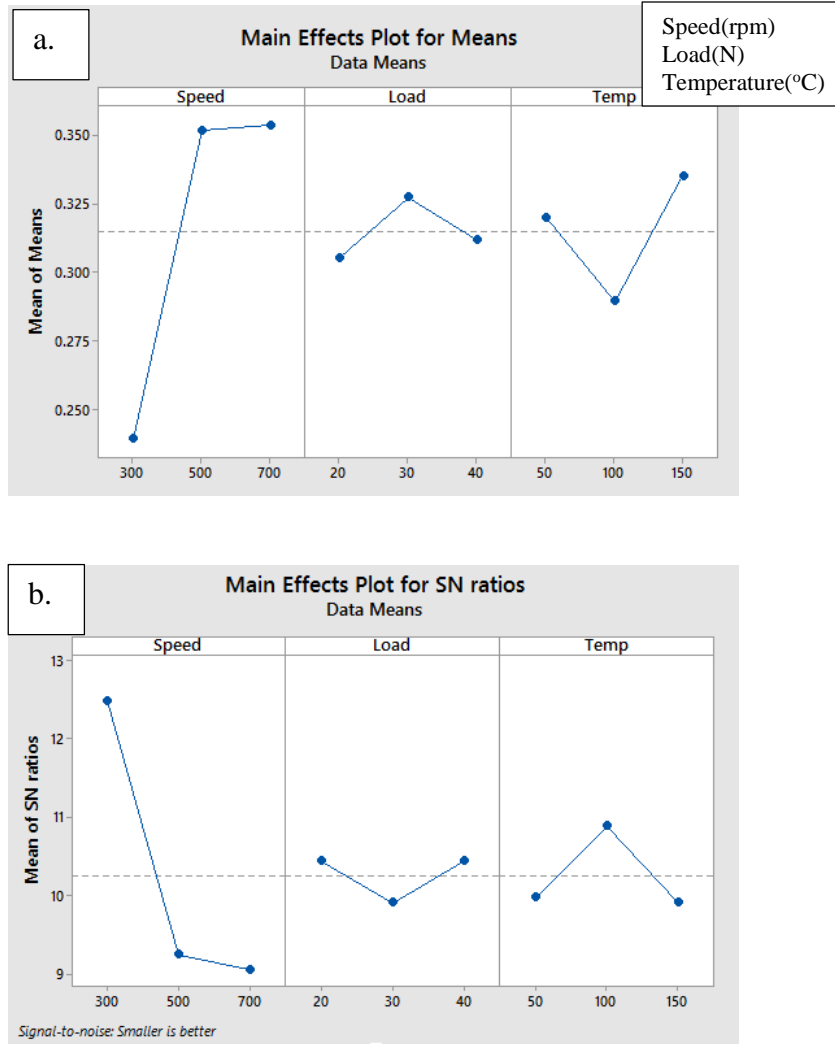 a.
Speed(rpm)
Load(N)
Temperature(°C)
Main Effects Plot for Means
Data Means
Speed Load Temp
Mean of Means
0.350
0.325
0.300
0.275
0.250
300 500 700 20 30 40 50 100 150
b.
Main Effects Plot for SN ratios
Data Means
Speed Load Temp
Mean of SN ratios
13
12
11
10
9
300 500 700 20 30 40 50 100 150
Signal-to-noise: Smaller is better